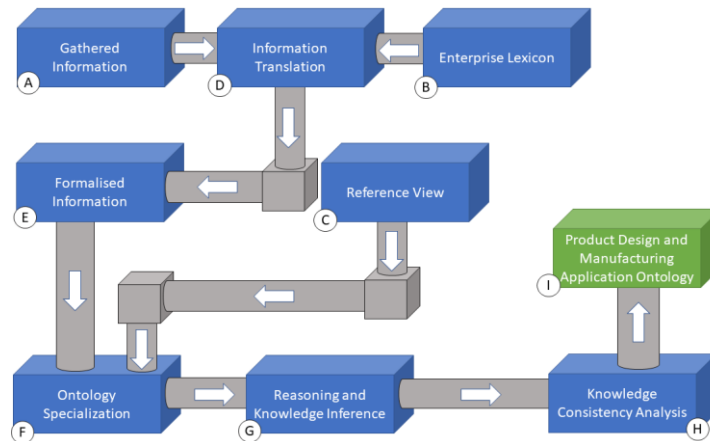 Gathered
Information
A
Information
Translation
D
Enterprise Lexicon
B
Formalised
Information
E
Reference View
C
Product Design and
Manufacturing
Application Ontology
I
Ontology
Specialization
F
Reasoning and
Knowledge Inference
G
Knowledge
Consistency Analysis
H